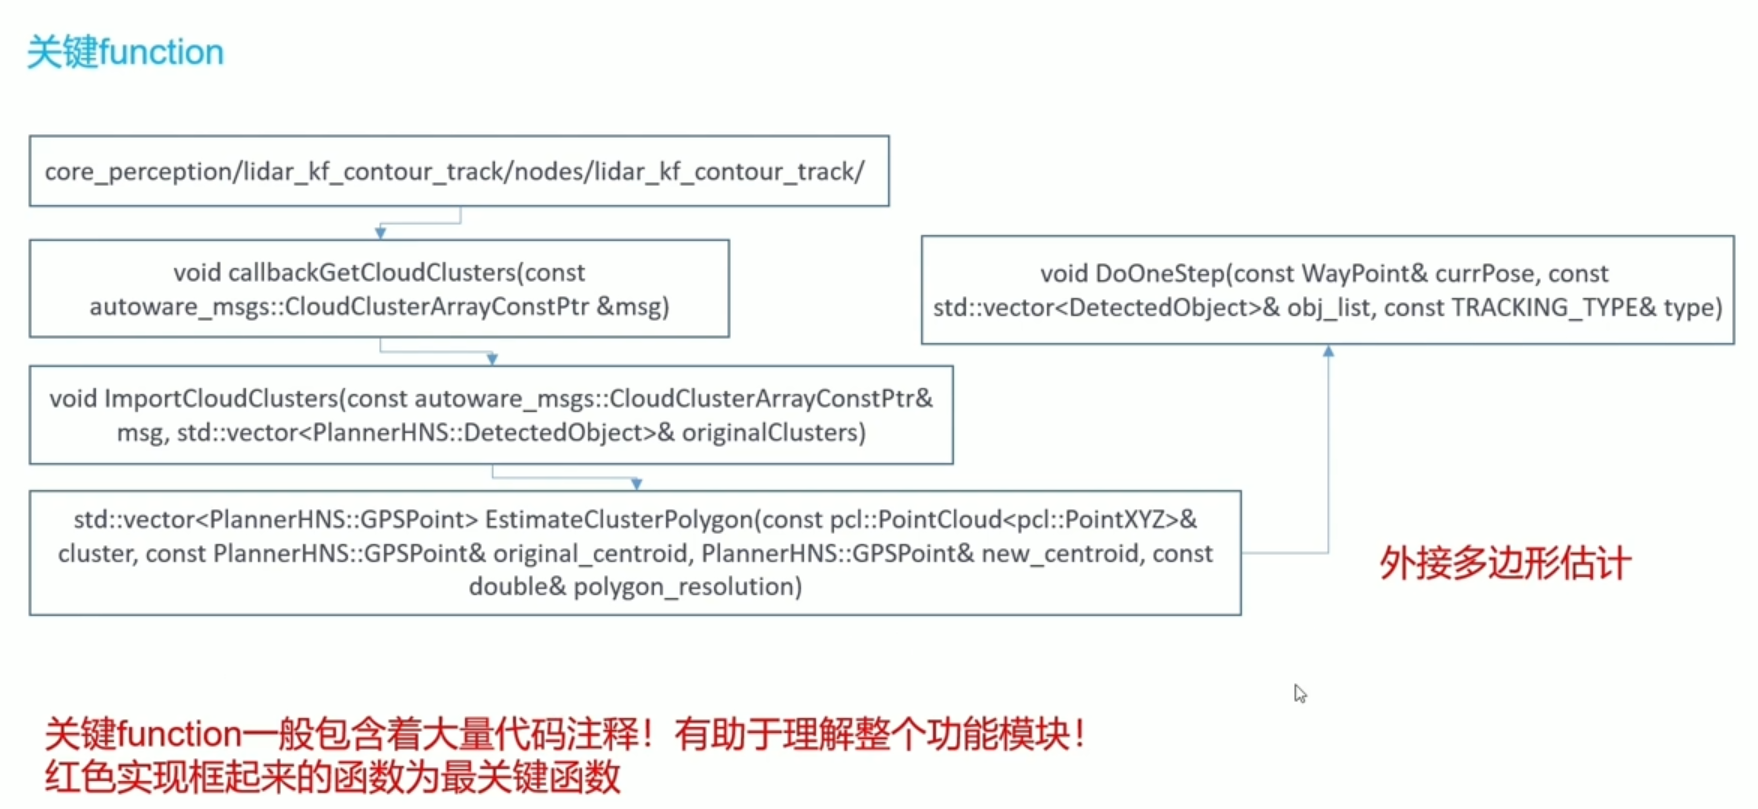 关键function
core_perception/lidar_kf_contour_track/nodes/lidar_kf_contour_track/
void callbackGetCloudClusters(const
autoware_msgs::CloudClusterArrayConstPtr &msg)
void ImportCloudClusters(const autoware_msgs::CloudClusterArrayConstPtr&
msg, std::vector<PlannerHNS::DetectedObject>& originalClusters)
std::vector<PlannerHNS::GPSPoint> EstimateClusterPolygon(const pcl::PointCloud<pcl::PointXYZ>&
cluster, const PlannerHNS::GPSPoint& original_centroid, PlannerHNS::GPSPoint& new_centroid, const
double& polygon_resolution)
void DoOneStep(const WayPoint& currPose, const
std::vector<DetectedObject>& obj_list, const TRACKING_TYPE& type)
外接多边形估计
关键function一般包含着大量代码注释！有助于理解整个功能模块！
红色实现框起来的函数为最关键函数